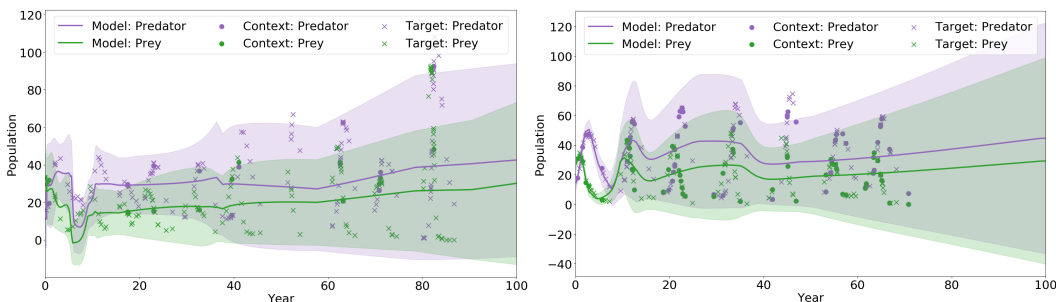 120
100
80
60
40
20
0
Population
0
20
40
60
80
100
Year
Model: Predator
Model: Prey
Context: Predator
Context: Prey
Target: Predator
Target: Prey
120
100
80
60
40
20
0
−20
−40
Population
0
20
40
60
80
100
Year
Model: Predator
Model: Prey
Context: Predator
Context: Prey
Target: Predator
Target: Prey